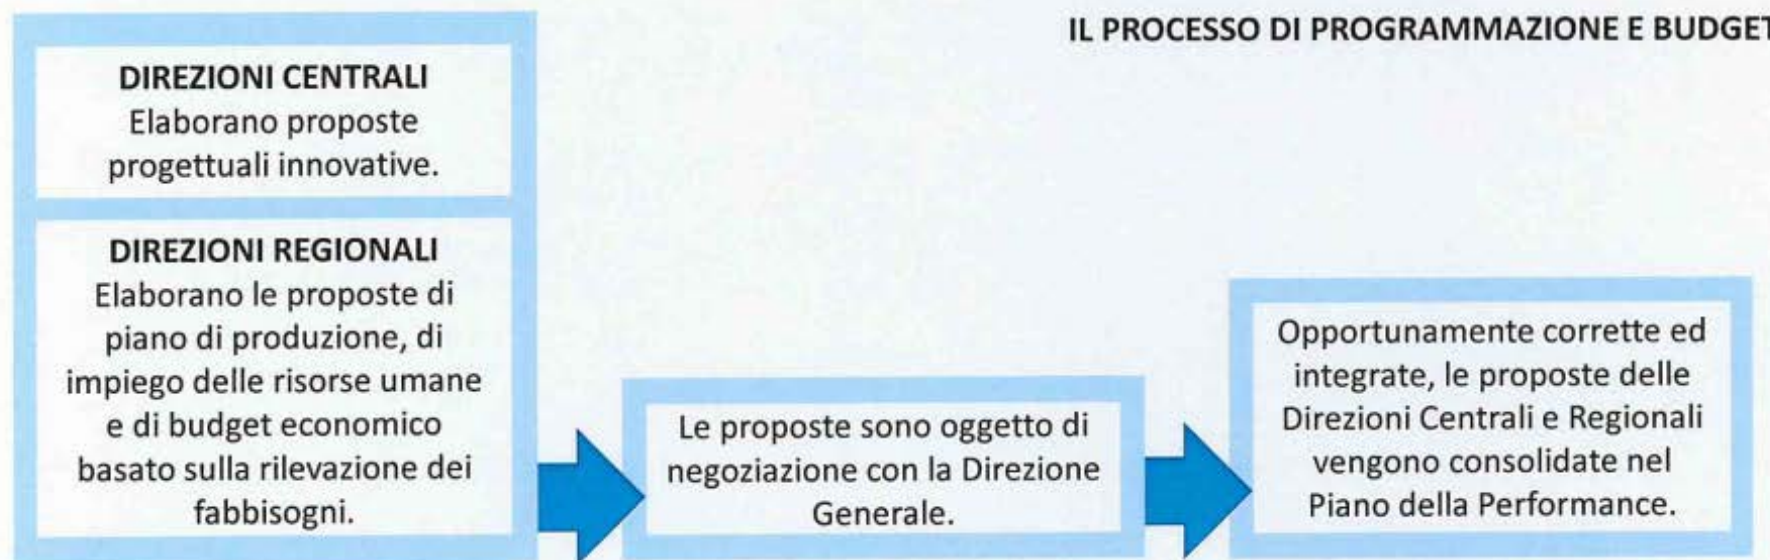 IL PROCESSO DI PROGRAMMAZIONE E BUDGET
DIREZIONI CENTRALI
Elaborano proposte
progettuali innovative.
DIREZIONI REGIONALI
Elaborano le proposte di
piano di produzione, di
impiego delle risorse umane
e di budget economico
basato sulla rilevazione dei
fabbisogni.
Le proposte sono oggetto di
negoziazione con la Direzione
Generale.
Opportunamente corrette ed
integrate, le proposte delle
Direzioni Centrali e Regionali
vengono consolidate nel
Piano della Performance.